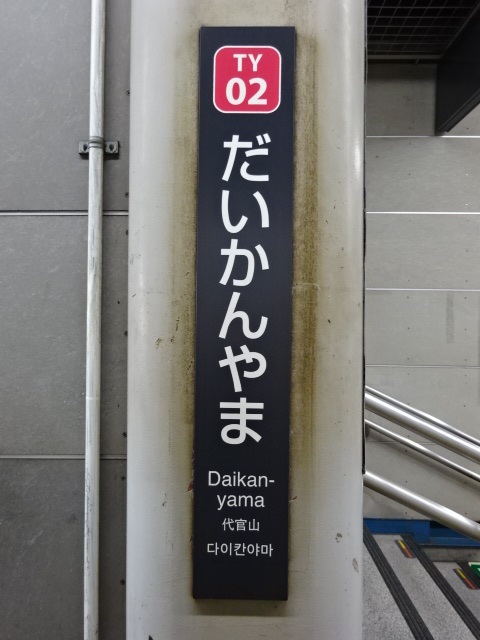 TY
02
だいかんやま
Daikan-
yama
代官山
다이칸야마